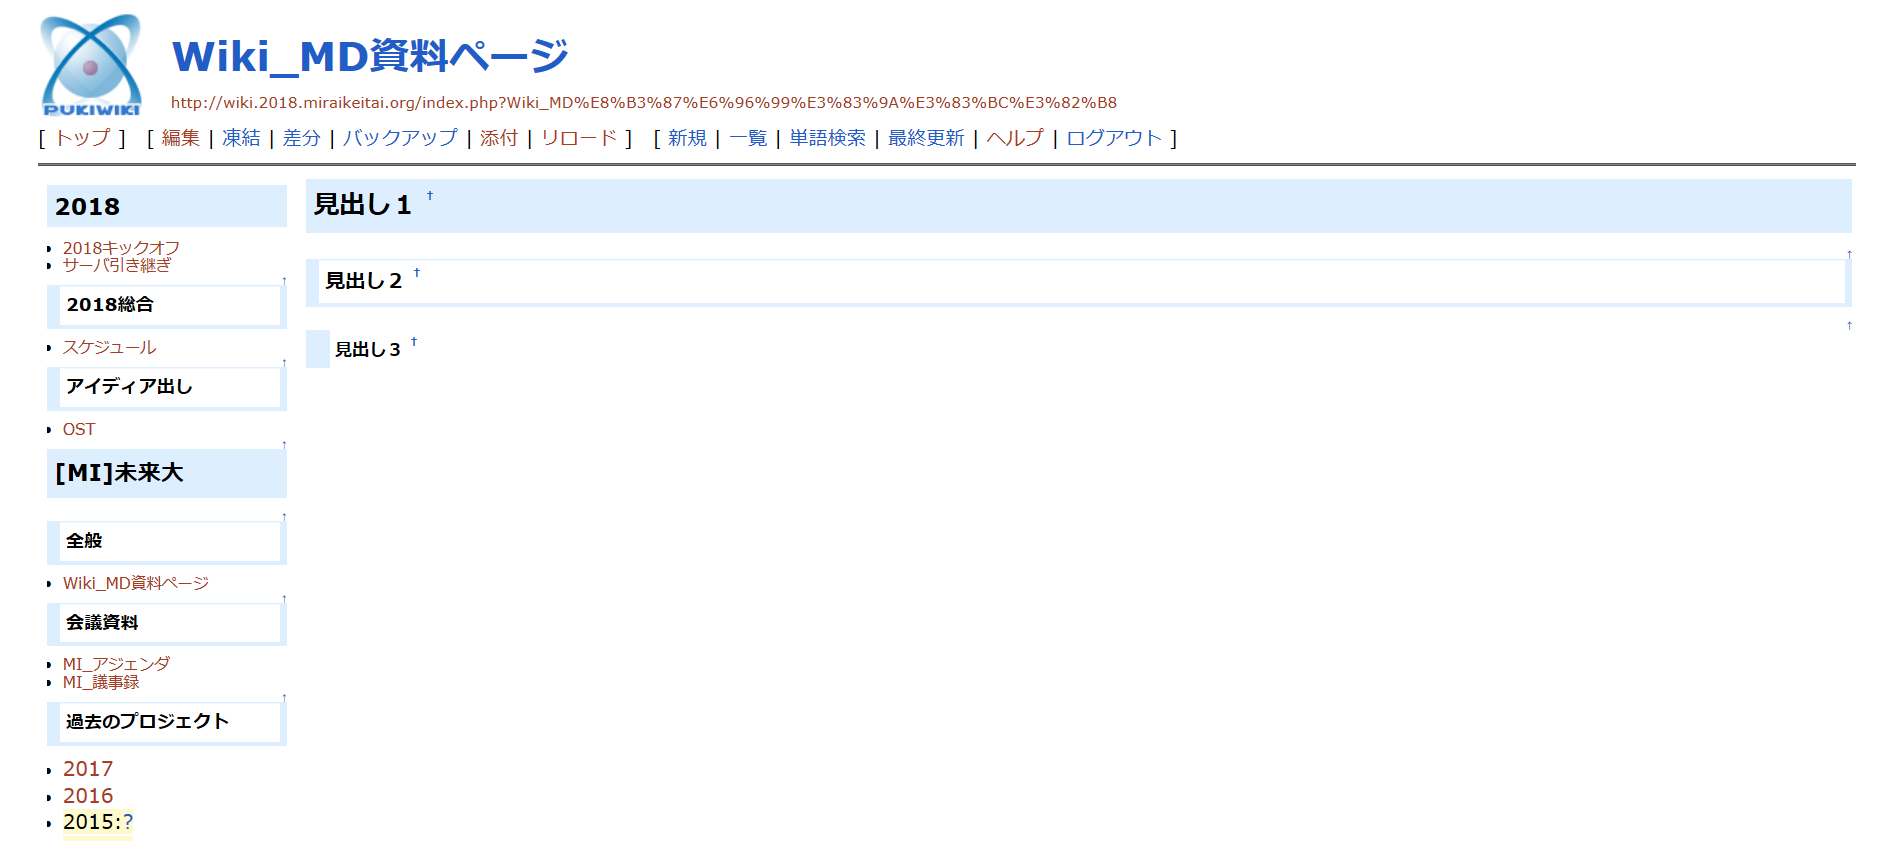 PUKIWIKI
Wiki_MD資料ページ
http://wiki.2018.miraikeitai.org/index.php?Wiki_MD%E8%B3%87%E6%96%99%E3%83%9A%E3%83%BC%E3%82%B8
[ トップ ] [ 編集 | 凍結 | 差分 | バックアップ | 添付 | リロード ] [ 新規 | 一覧 | 単語検索 | 最終更新 | ヘルプ | ログアウト ]
2018
2018キックオフ
サーバ引き継ぎ
↑
2018総合
スケジュール
↑
アイディア出し
OST
↑
[MI]未来大
↑
全般
Wiki_MD資料ページ
↑
会議資料
MI_アジェンダ
MI_議事録
↑
過去のプロジェクト
2017
2016
2015:?
見出し１ †
↑
見出し２ †
↑
見出し３ †